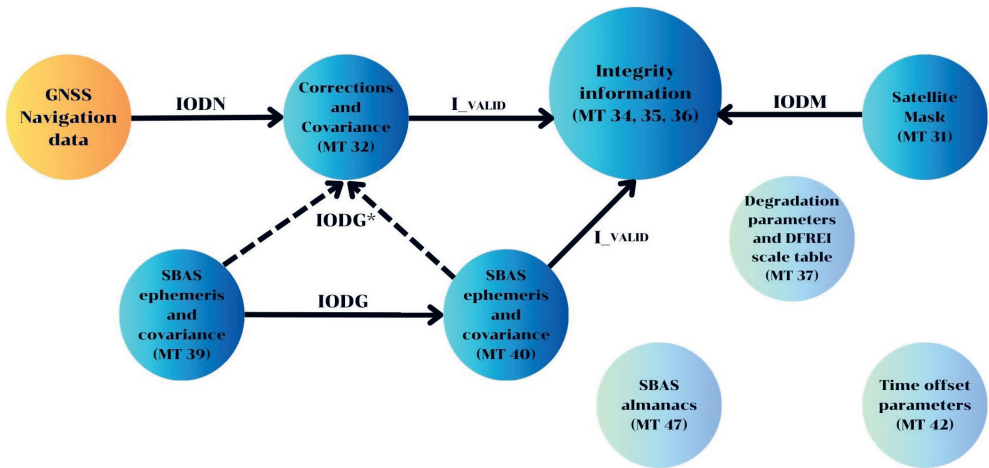 GNSS
Navigation
data
IODN
Corrections
and
Covariance
(MT 32)
I_VALID
Integrity
information
(MT 34, 35, 36)
IODM
Satellite
Mask
(MT 31)
IODG*
I_VALID
Degradation
parameters
and DFREI
scale table
(MT 37)
SBAS
ephemeris
and
covariance
(MT 39)
IODG
SBAS
ephemeris
and
covariance
(MT 40)
SBAS
almanacs
(MT 47)
Time offset
parameters
(MT 42)